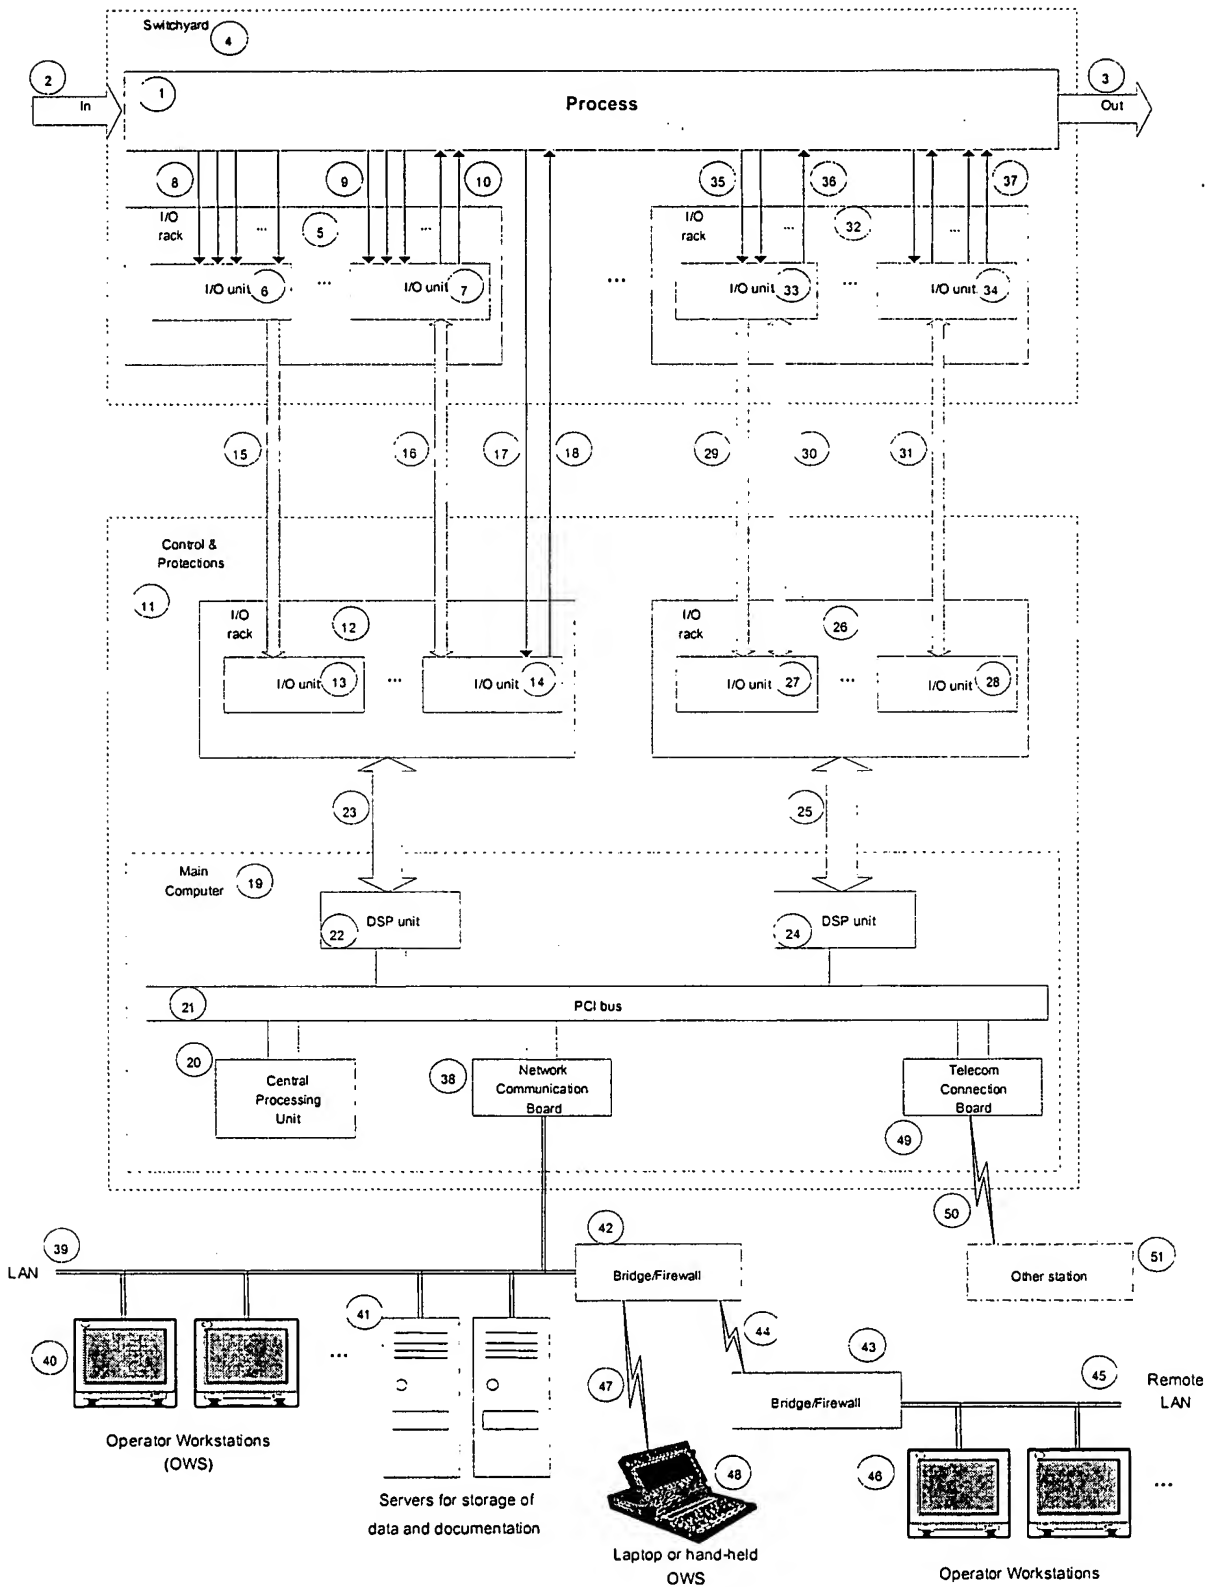 Switchyard
4
2
In
1
Process
3
Out
8
9
10
35
36
37
I/O
rack
...
5
...
I/O
rack
...
32
...
I/O unit
6
...
I/O unit
7
...
I/O unit
33
...
I/O unit
34
15
16
17
18
29
30
31
Control &
Protections
11
I/O
rack
12
I/O
rack
26
I/O unit
13
...
I/O unit
14
I/O unit
27
...
I/O unit
28
23
25
Main
Computer
19
22
DSP unit
24
DSP unit
21
PCI bus
20
Central
Processing
Unit
38
Network
Communication
Board
Telecom
Connection
Board
49
50
LAN
39
42
Bridge/Firewall
Other station
51
40
...
41
44
43
47
Bridge/Firewall
45
Remote
LAN
Operator Workstations
(OWS)
Servers for storage of
data and documentation
48
Laptop or hand-held
OWS
46
...
Operator Workstations